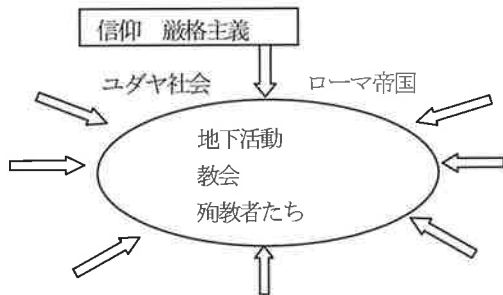 信仰 厳格主義
ユダヤ社会 ローマ帝国
地下活動
教会
殉教者たち